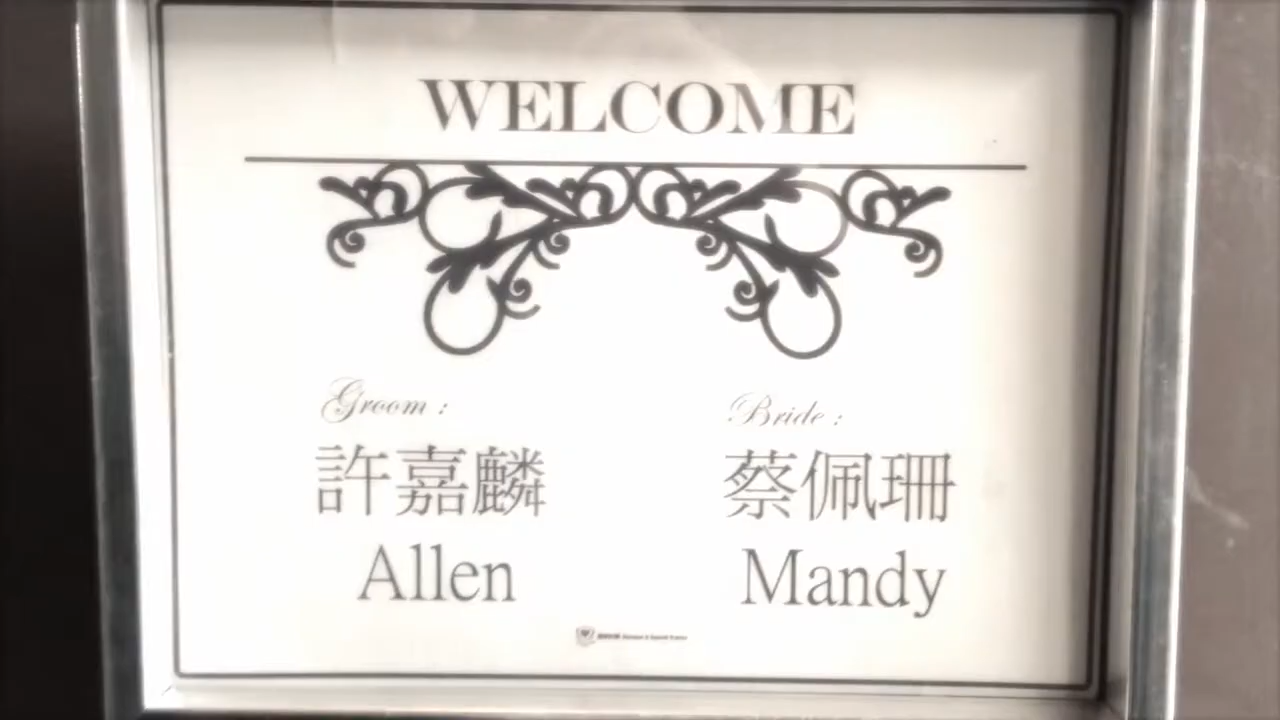 WELCOME
Groom :
Bride :
許嘉麟
蔡佩珊
Allen
Mandy